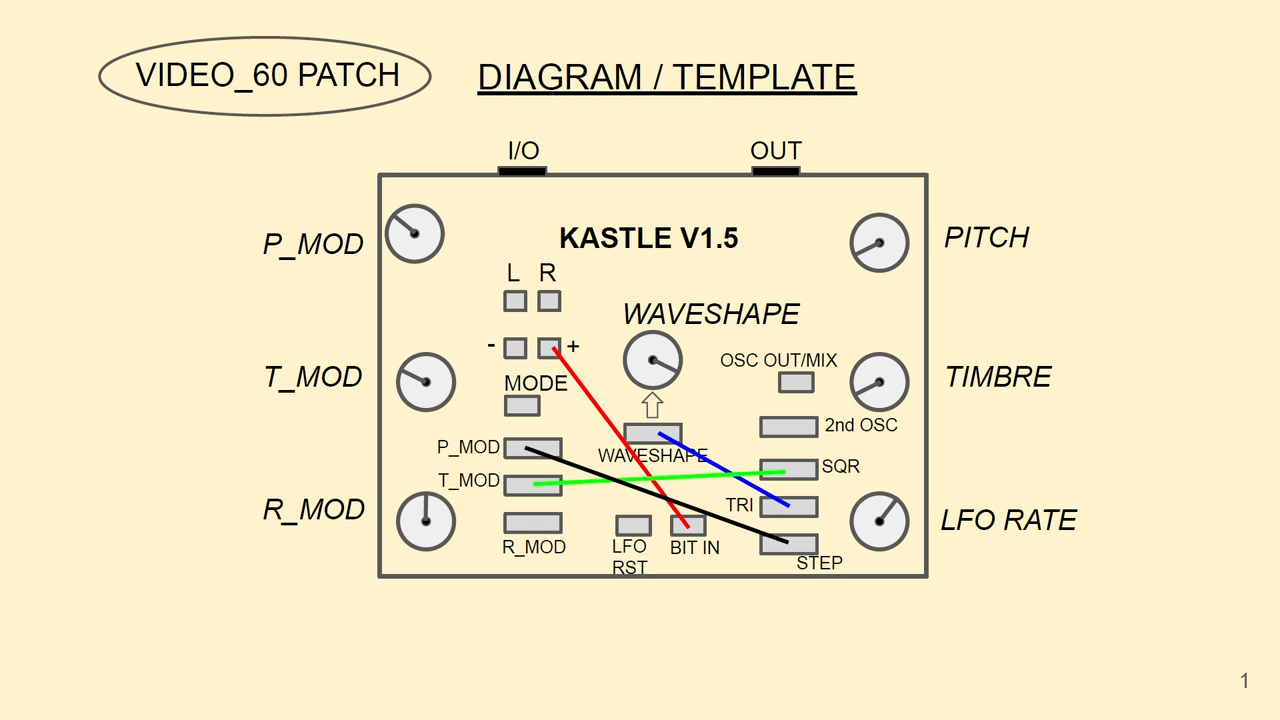 VIDEO_60 PATCH
DIAGRAM / TEMPLATE
I/O
OUT
P_MOD
KASTLE V1.5
PITCH
L R
WAVESHAPE
- +
OSC OUT/MIX
T_MOD
MODE
TIMBRE
2nd OSC
P_MOD
WAVESHAPE
SQR
T_MOD
R_MOD
TRI
LFO RATE
R_MOD
LFO
RST
BIT IN
STEP
1